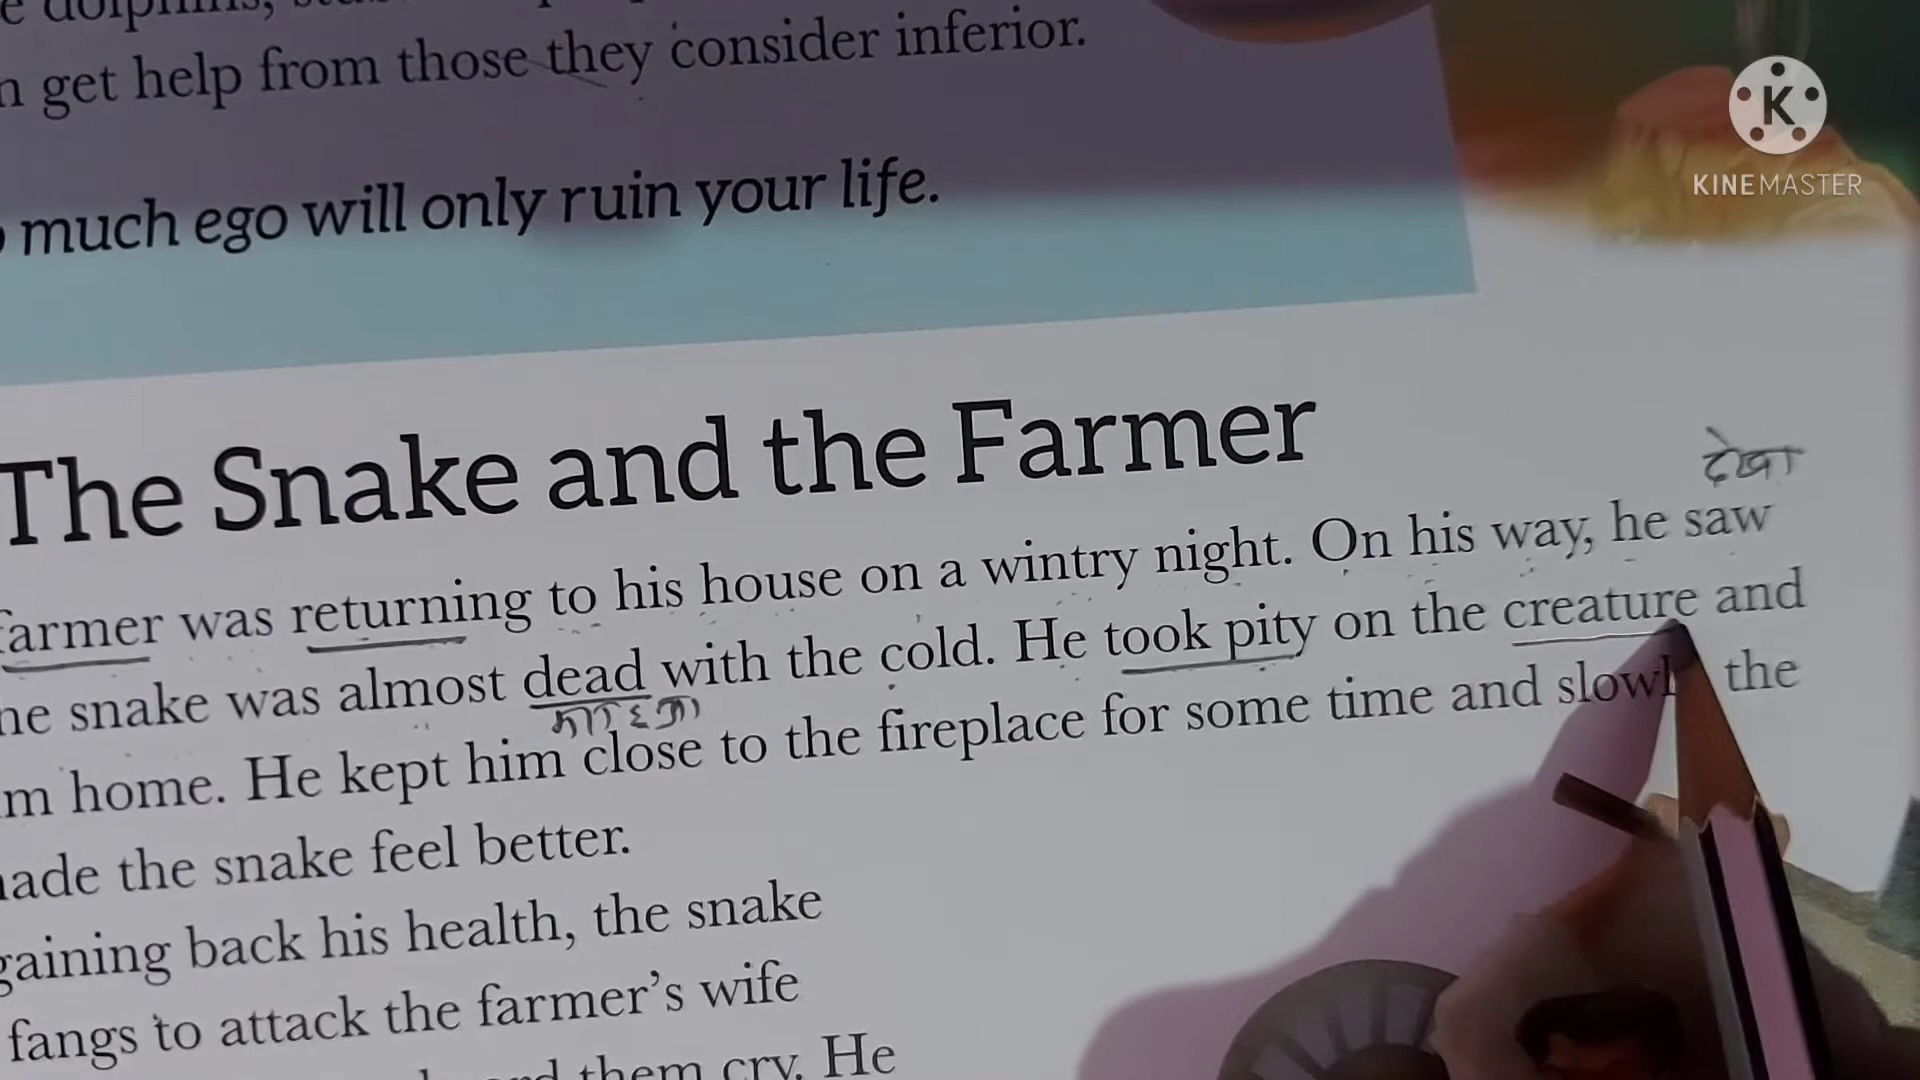 get help from those they consider inferior.
much ego will only ruin your life.
KINEMASTER
The Snake and the Farmer
देखा
farmer was returning to his house on a wintry night. On his way, he saw
snake was almost dead with the cold. He took pity on the creature and
home. He kept him close to the fireplace for some time and slowly the
the snake feel better.
gaining back his health, the snake
fangs to attack the farmer's wife
them cry. He